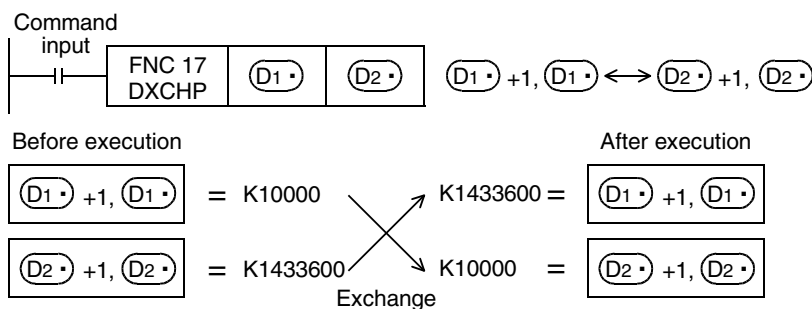 Command
input
FNC 17
DXCHP
D1 •
D2 •
D1 • +1, D1 • ⟷ D2 • +1, D2 •
Before execution
After execution
D1 • +1, D1 • = K10000
K1433600 = D1 • +1, D1 •
D2 • +1, D2 • = K1433600
K10000 = D2 • +1, D2 •
Exchange